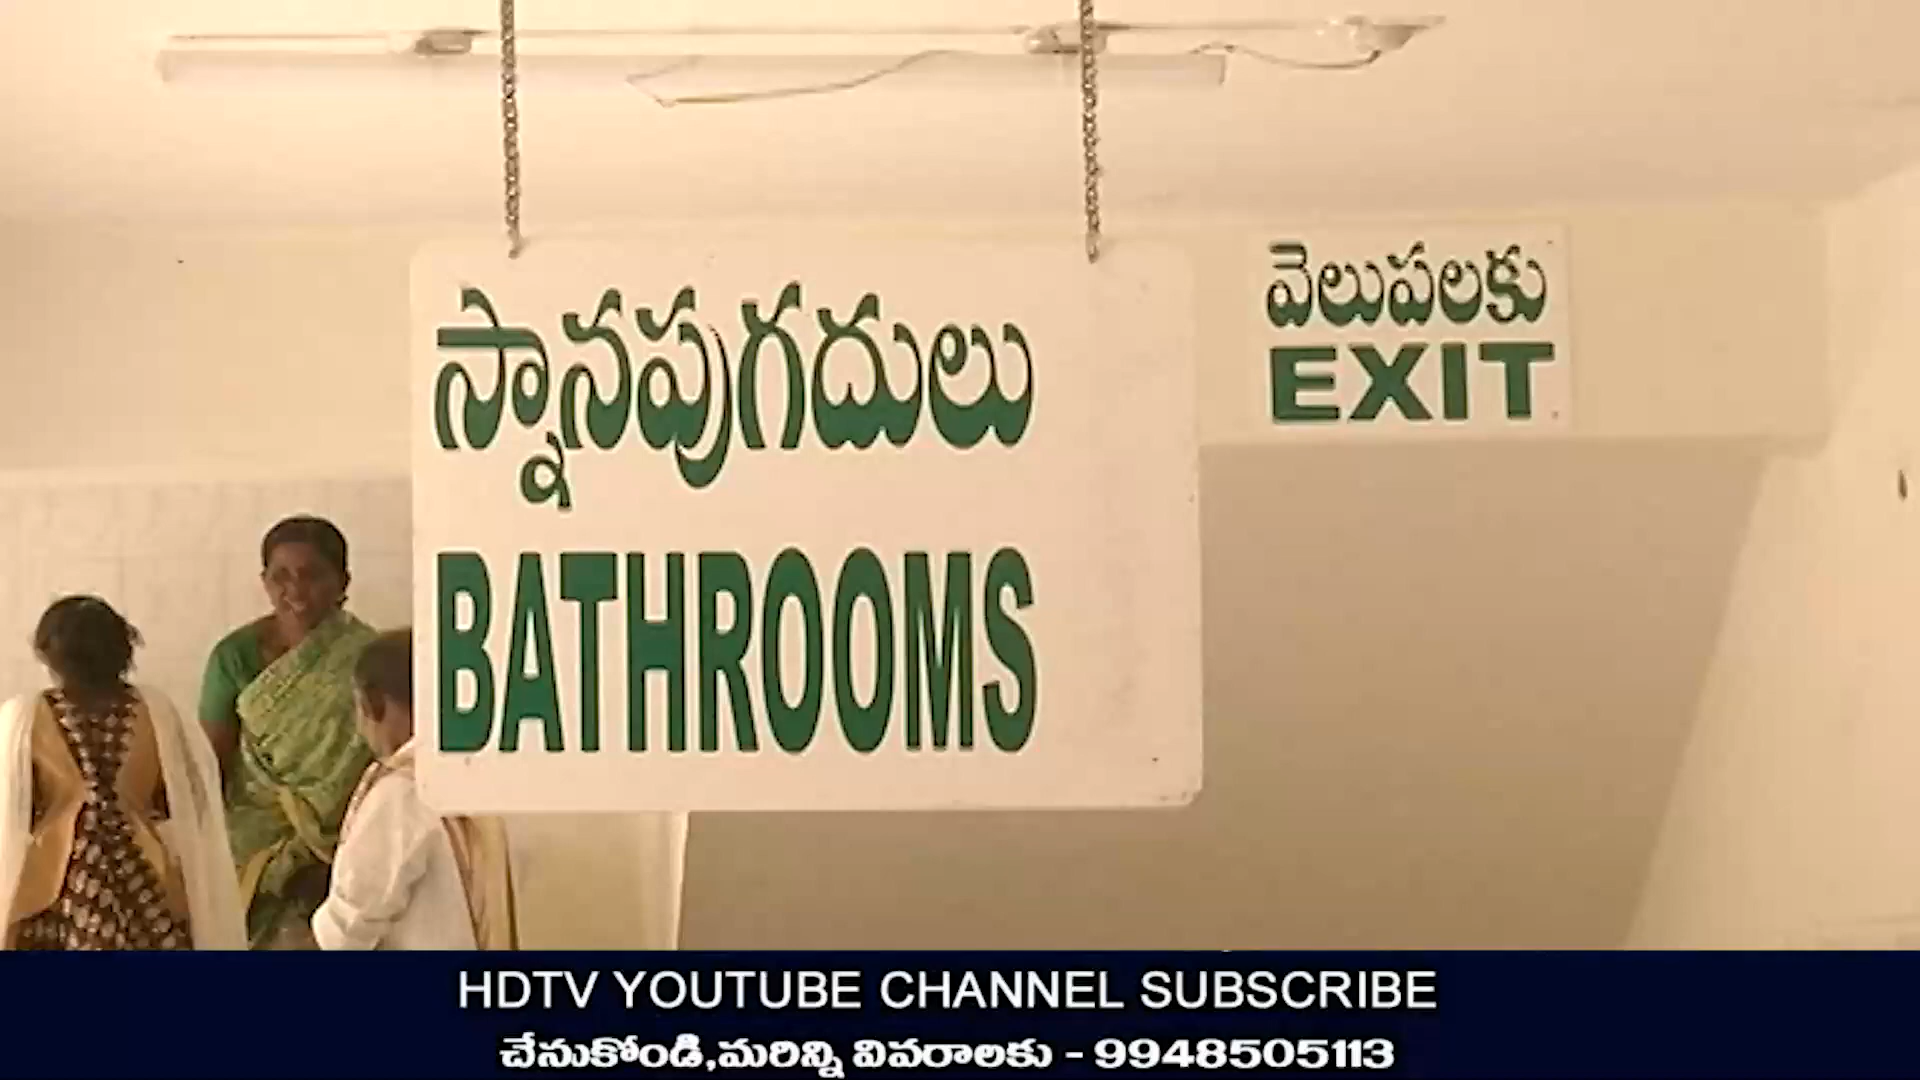 స్నానపుగదులు
BATHROOMS
వెలుపలకు
EXIT
HDTV YOUTUBE CHANNEL SUBSCRIBE
చేసుకోండి,మరిన్ని వివరాలకు - 9948505113